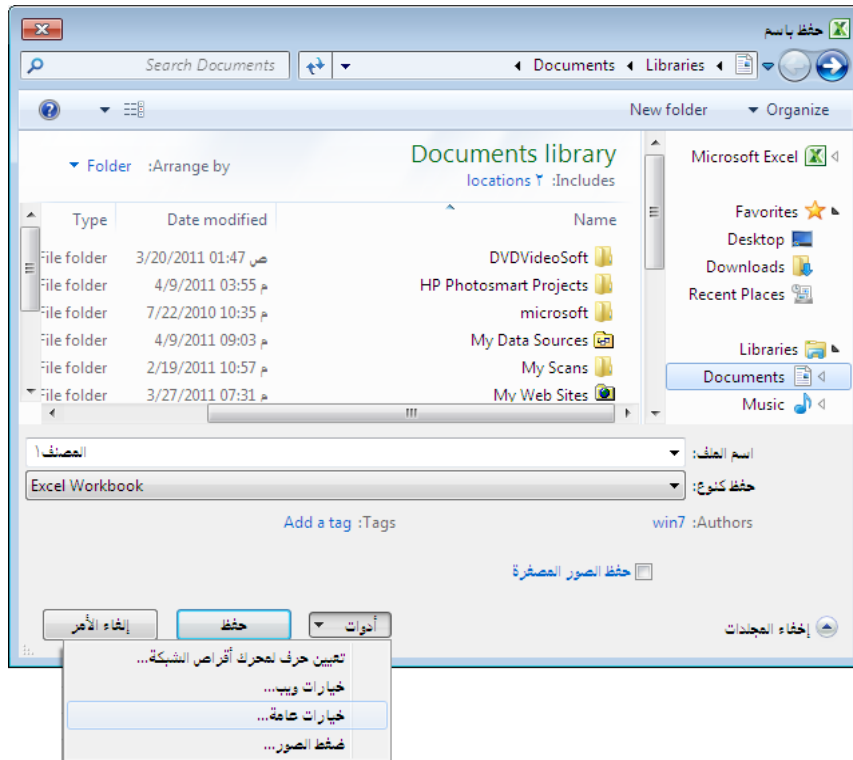 حفظ باسم
Libraries Documents Search Documents
Organize New folder
Microsoft Excel
Favorites
Desktop
Downloads
Recent Places
Libraries
Documents
Music
Documents library
Includes: ٢ locations
Arrange by: Folder
Name Date modified Type
DVDVideoSoft 3/20/2011 01:47 ص File folder
HP Photosmart Projects 4/9/2011 03:55 م File folder
microsoft 7/22/2010 10:35 م File folder
My Data Sources 4/9/2011 09:03 م File folder
My Scans 2/19/2011 10:57 م File folder
My Web Sites 3/27/2011 07:31 م File folder
اسم الملف: المصنف١
حفظ كنوع: Excel Workbook
Authors: win7 Tags: Add a tag
حفظ الصور المصغرة
إخفاء المجلدات أدوات حفظ إلغاء الأمر
تعيين حرف لمحرك أقراص الشبكة...
خيارات ويب...
خيارات عامة...
ضغط الصور...